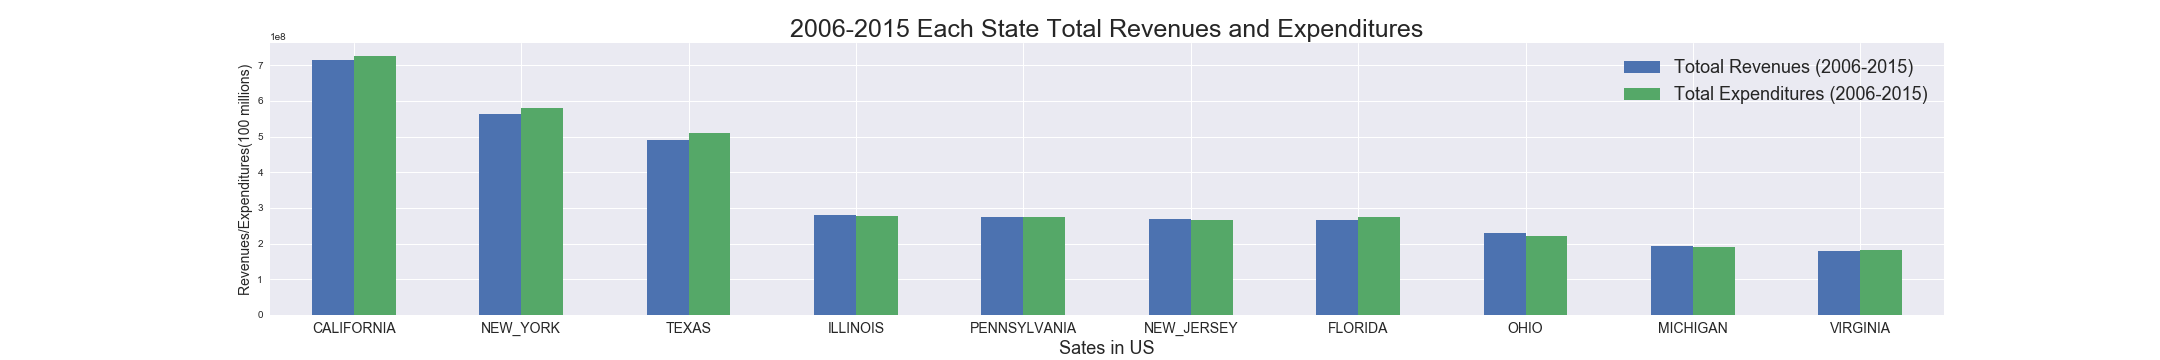 2006-2015 Each State Total Revenues and Expenditures
1e8
Revenues/Expenditures(100 millions)
7
6
5
4
3
2
1
0
Totoal Revenues (2006-2015)
Total Expenditures (2006-2015)
CALIFORNIA NEW_YORK TEXAS ILLINOIS PENNSYLVANIA NEW_JERSEY FLORIDA OHIO MICHIGAN VIRGINIA
Sates in US